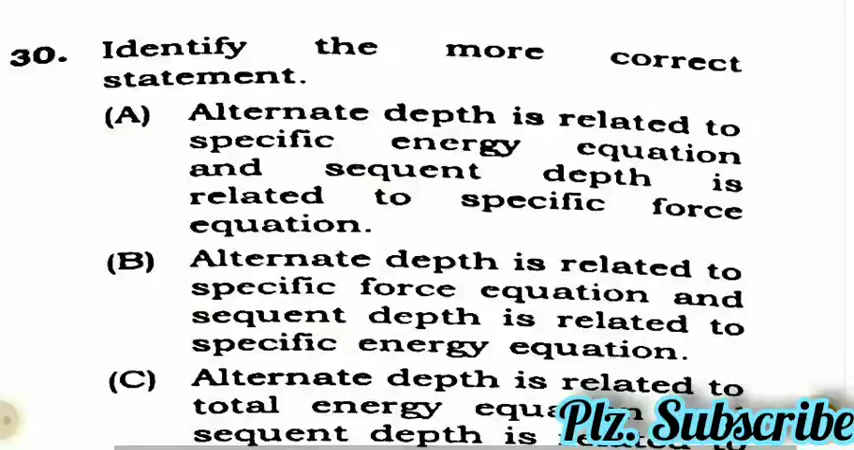 30. Identify the more correct
statement.
(A) Alternate depth is related to
specific energy equation
and sequent depth is
related to specific force
equation.
(B) Alternate depth is related to
specific force equation and
sequent depth is related to
specific energy equation.
(C) Alternate depth is related to
total energy
sequent depth is
Plz. Subscribe